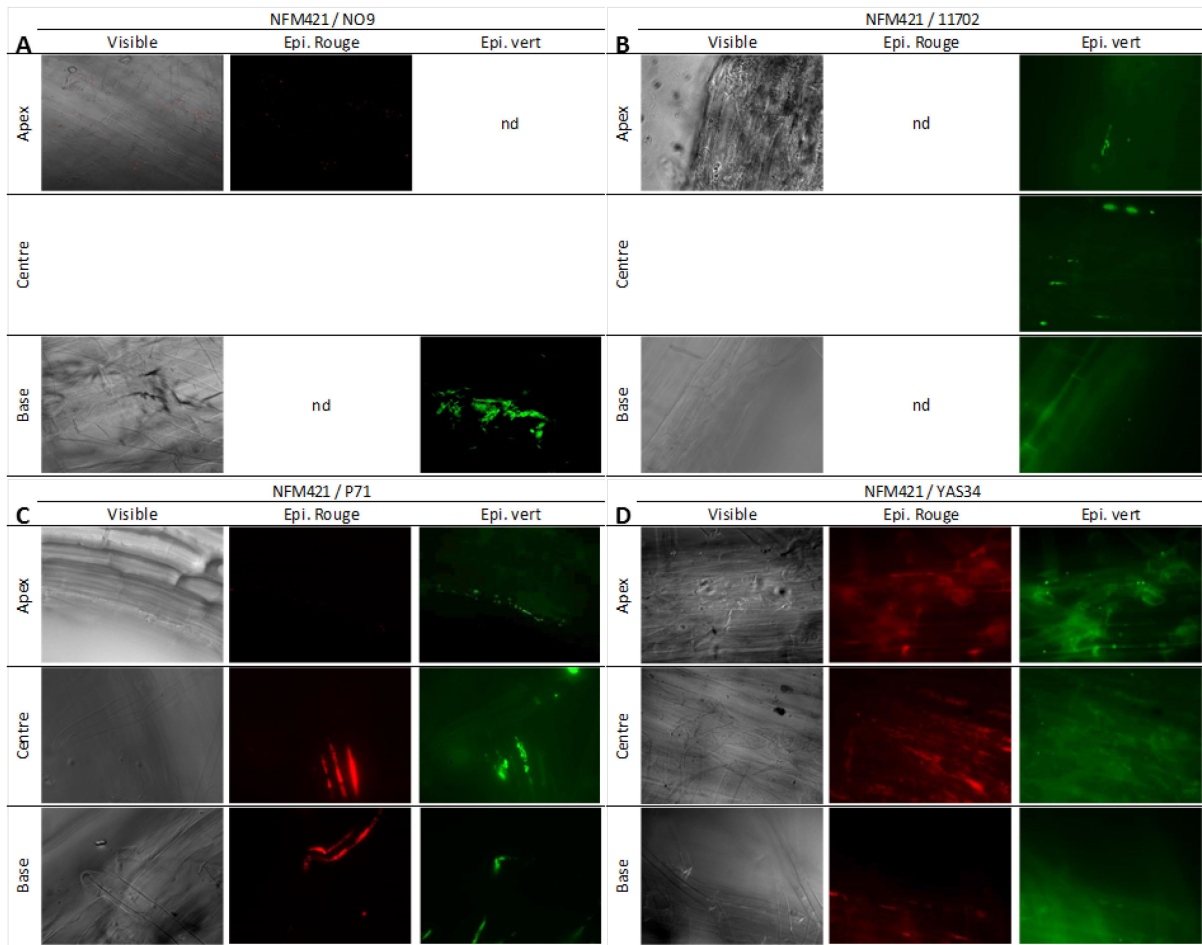 NFM421 / NO9
A Visible Epi. Rouge Epi. vert
Apex nd
Centre
Base nd
NFM421 / 11702
B Visible Epi. Rouge Epi. vert
Apex nd
Centre
Base nd
NFM421 / P71
C Visible Epi. Rouge Epi. vert
Apex
Centre
Base
NFM421 / YAS34
D Visible Epi. Rouge Epi. vert
Apex
Centre
Base